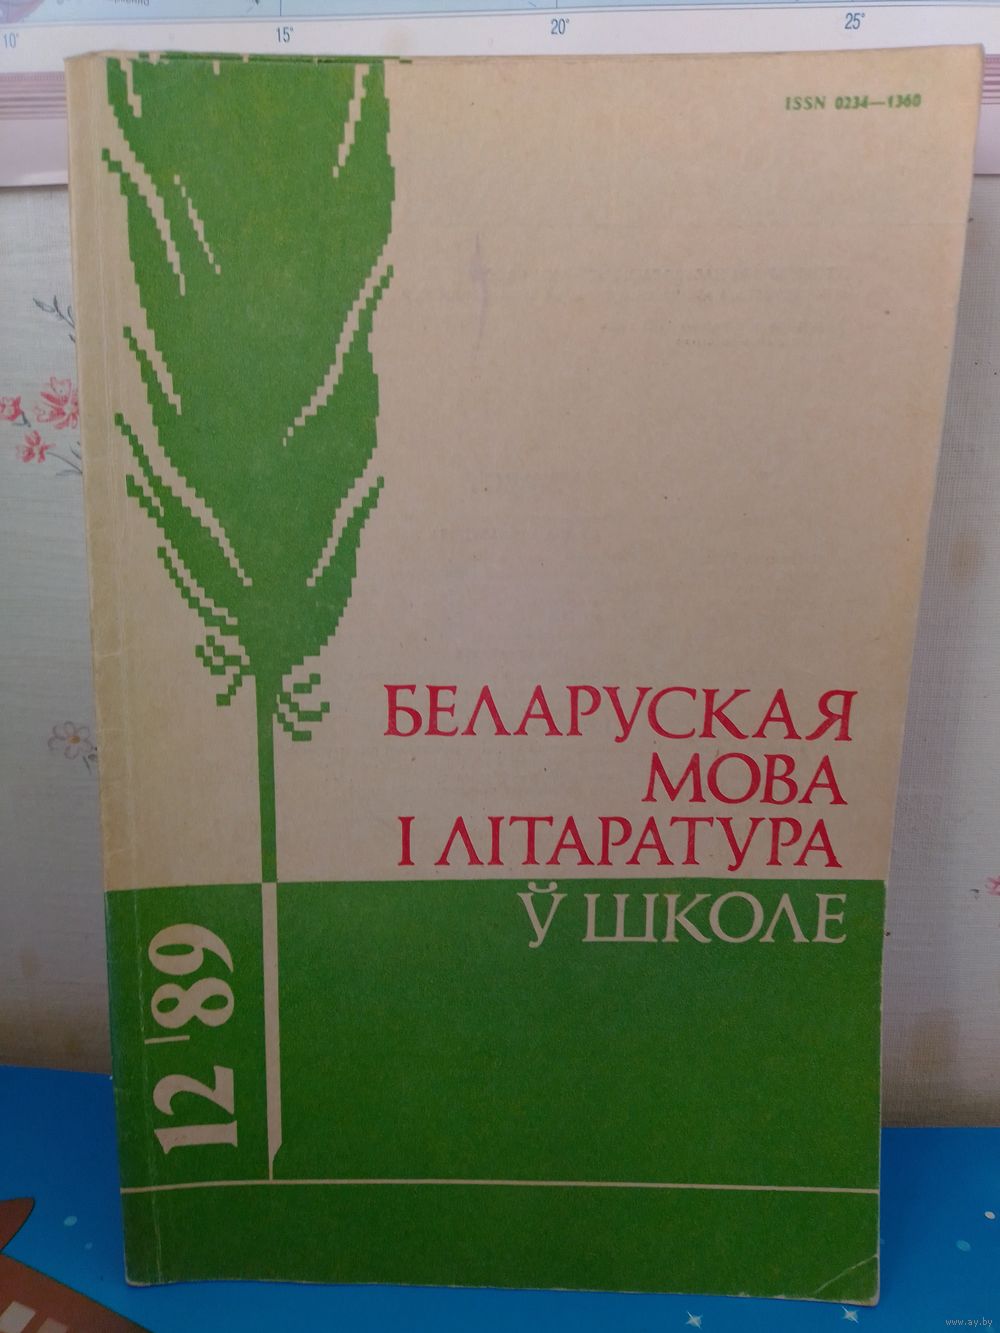 10°
15°
20°
25°
ISSN 0234—1360
БЕЛАРУСКАЯ
МОВА
І ЛІТАРАТУРА
Ў ШКОЛЕ
12 '89
www.ay.by